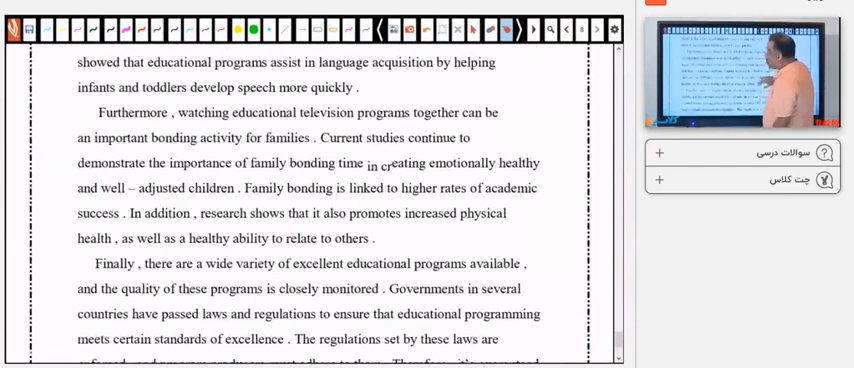 showed that educational programs assist in language acquisition by helping
infants and toddlers develop speech more quickly .
Furthermore , watching educational television programs together can be
an important bonding activity for families . Current studies continue to
demonstrate the importance of family bonding time in creating emotionally healthy
and well – adjusted children . Family bonding is linked to higher rates of academic
success . In addition , research shows that it also promotes increased physical
health , as well as a healthy ability to relate to others .
Finally , there are a wide variety of excellent educational programs available ,
and the quality of these programs is closely monitored . Governments in several
countries have passed laws and regulations to ensure that educational programming
meets certain standards of excellence . The regulations set by these laws are
سوالات درسی
چت کلاس